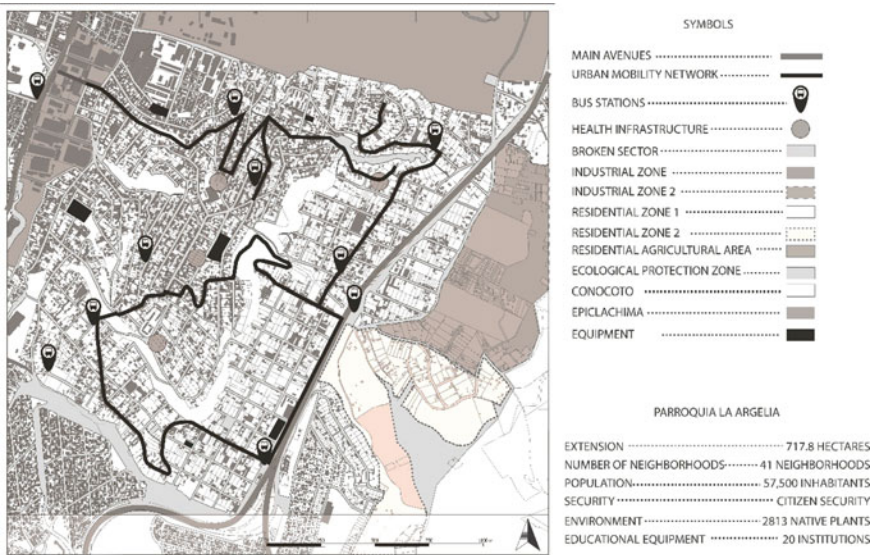 SYMBOLS
MAIN AVENUES
URBAN MOBILITY NETWORK
BUS STATIONS
HEALTH INFRASTRUCTURE
BROKEN SECTOR
INDUSTRIAL ZONE
INDUSTRIAL ZONE 2
RESIDENTIAL ZONE 1
RESIDENTIAL ZONE 2
RESIDENTIAL AGRICULTURAL AREA
ECOLOGICAL PROTECTION ZONE
CONOCOTO
EPICLACHIMA
EQUIPMENT
PARROQUIA LA ARGELIA
EXTENSION 717.8 HECTARES
NUMBER OF NEIGHBORHOODS 41 NEIGHBORHOODS
POPULATION 57,500 INHABITANTS
SECURITY CITIZEN SECURITY
ENVIRONMENT 2813 NATIVE PLANTS
EDUCATIONAL EQUIPMENT 20 INSTITUTIONS